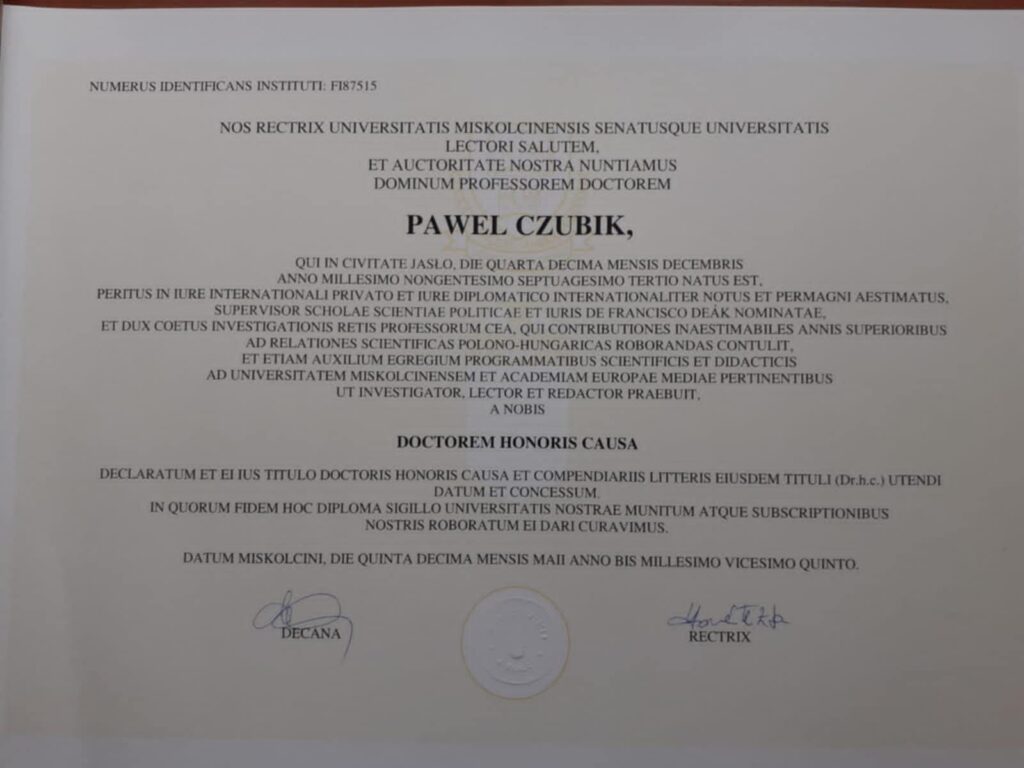 NUMERUS IDENTIFICANS INSTITUTI: FI87515
NOS RECTRIX UNIVERSITATIS MISKOLCINENSIS SENATUSQUE UNIVERSITATIS
LECTORI SALUTEM,
ET AUCTORITATE NOSTRA NUNTIAMUS
DOMINUM PROFESSOREM DOCTOREM
PAWEL CZUBIK,
QUI IN CIVITATE JASŁO, DIE QUARTA DECIMA MENSIS DECEMBRIS
ANNO MILLESIMO NONGENTESIMO SEPTUAGESIMO TERTIO NATUS EST,
PERITUS IN IURE INTERNATIONALI PRIVATO ET IURE DIPLOMATICO INTERNATIONALITER NOTUS ET PERMAGNI AESTIMATUS,
SUPERVISOR SCHOLAE SCIENTIAE POLITICAE ET IURIS DE FRANCISCO DEÁK NOMINATAE,
ET DUX COETUS INVESTIGATIONIS RETIS PROFESSORUM CEA, QUI CONTRIBUTIONES INAESTIMABILES ANNIS SUPERIORIBUS
AD RELATIONES SCIENTIFICAS POLONO-HUNGARICAS ROBORANDAS CONTULIT,
ET ETIAM AUXILIUM EGREGIUM PROGRAMMATIBUS SCIENTIFICIS ET DIDACTICIS
AD UNIVERSITATEM MISKOLCINENSEM ET ACADEMIAM EUROPAE MEDIAE PERTINENTIBUS
UT INVESTIGATOR, LECTOR ET REDACTOR PRAEBUIT,
A NOBIS
DOCTOREM HONORIS CAUSA
DECLARATUM ET EI IUS TITULO DOCTORIS HONORIS CAUSA ET COMPENDIARIIS LITTERIS EIUSDEM TITULI (Dr.h.c.) UTENDI
DATUM ET CONCESSUM.
IN QUORUM FIDEM HOC DIPLOMA SIGILLO UNIVERSITATIS NOSTRAE MUNITUM ATQUE SUBSCRIPTIONIBUS
NOSTRIS ROBORATUM EI DARI CURAVIMUS.
DATUM MISKOLCINI, DIE QUINTA DECIMA MENSIS MAII ANNO BIS MILLESIMO VICESIMO QUINTO.
DECANA
RECTRIX